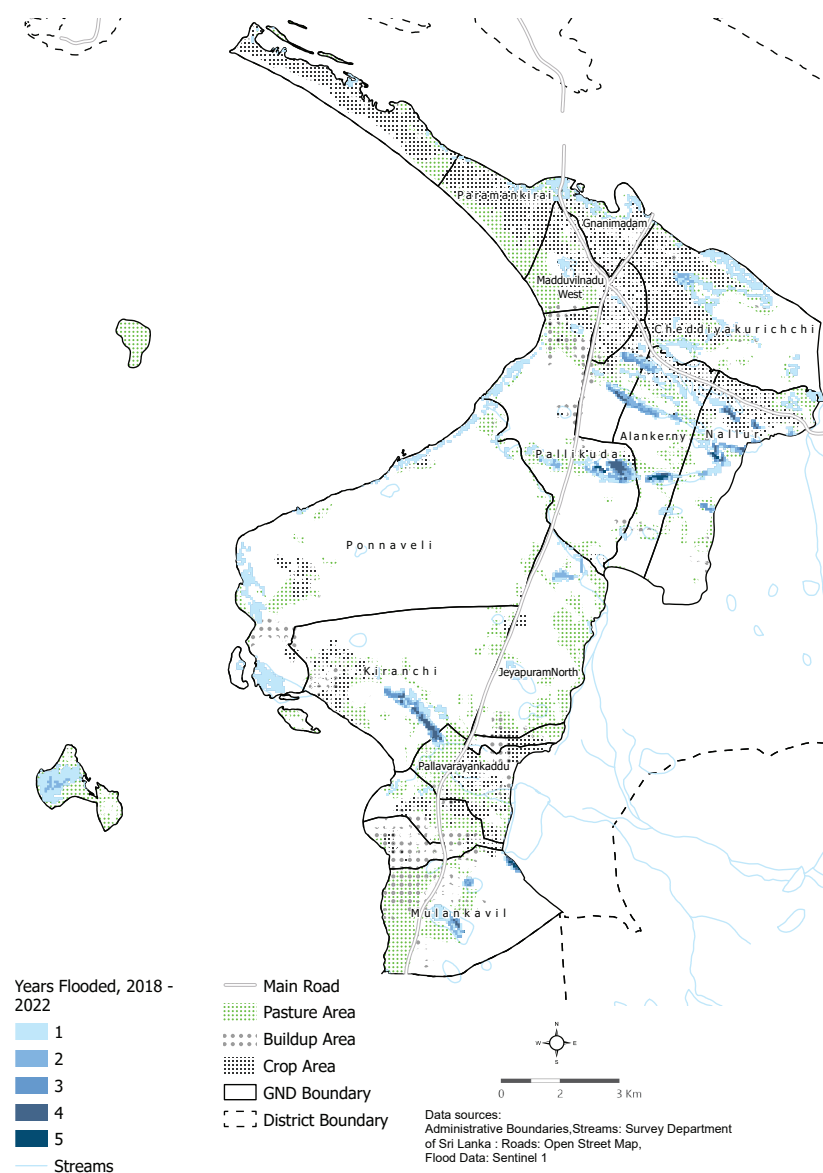 Paramankirai
Gnanimadam
Madduvilnadu
West
Cheddiyakurichchi
Alankerny
Nallur
Pallikuda
Ponnaveli
Kiranchi
JeyapuramNorth
Pallavarayankaddu
Mulankavil
Years Flooded, 2018 -
2022
1
2
3
4
5
Streams
Main Road
Pasture Area
Buildup Area
Crop Area
GND Boundary
District Boundary
N
W E
S
0 2 3 Km
Data sources:
Administrative Boundaries,Streams: Survey Department
of Sri Lanka : Roads: Open Street Map,
Flood Data: Sentinel 1